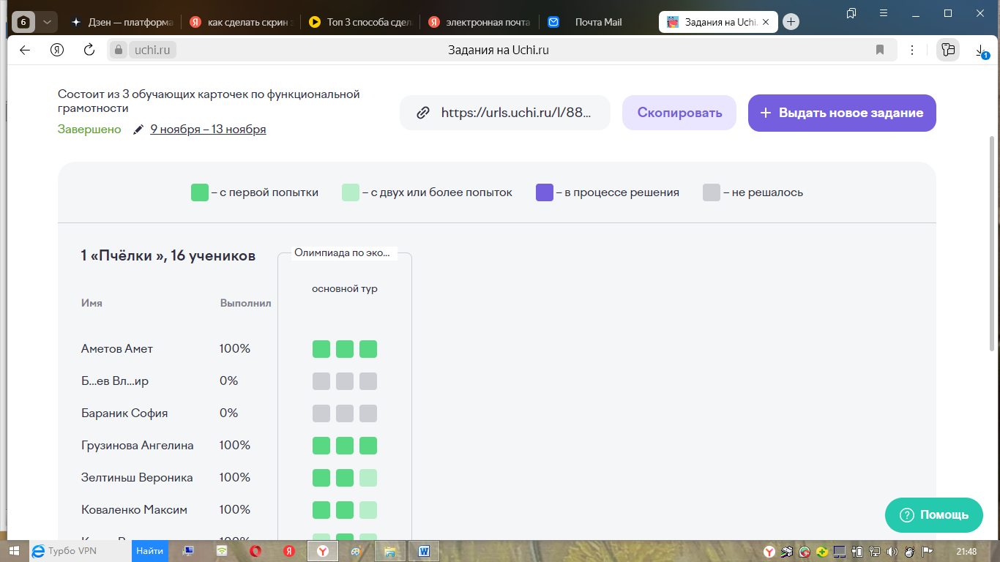 6
Дзен — платформа
как сделать скрин э
Топ 3 способа сдел
электронная почта
Почта Mail
Задания на Uchi.
uchi.ru
Задания на Uchi.ru
1
Состоит из 3 обучающих карточек по функциональной
грамотности
Завершено 9 ноября – 13 ноября
https://urls.uchi.ru/l/88...
Скопировать
+ Выдать новое задание
– с первой попытки
– с двух или более попыток
– в процессе решения
– не решалось
1 «Пчёлки », 16 учеников
Олимпиада по эко...
основной тур
Имя Выполнил
Аметов Амет 100%
Б...ев Вл...ир 0%
Бараник София 0%
Грузинова Ангелина 100%
Зелтиньш Вероника 100%
Коваленко Максим 100%
100%
Помощь
Турбо VPN
Найти
21:48